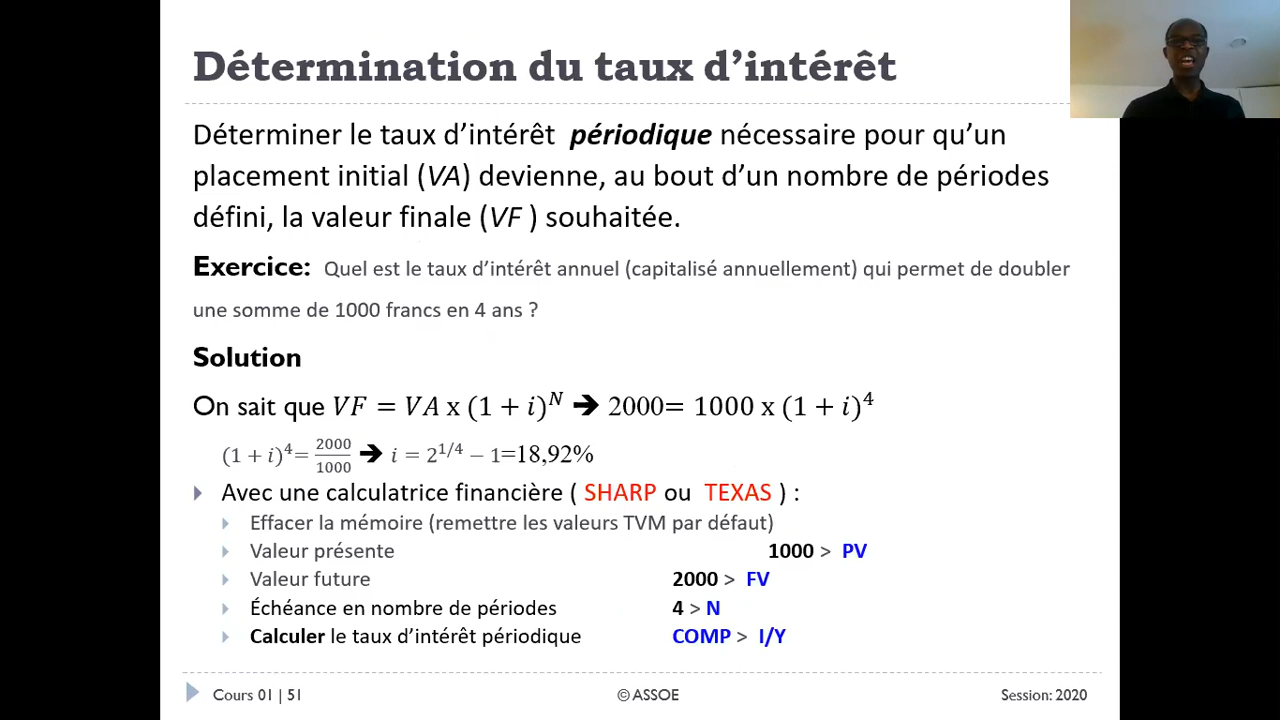 Détermination du taux d’intérêt
Déterminer le taux d’intérêt périodique nécessaire pour qu’un
placement initial (VA) devienne, au bout d’un nombre de périodes
défini, la valeur finale (VF ) souhaitée.
Exercice: Quel est le taux d’intérêt annuel (capitalisé annuellement) qui permet de doubler
une somme de 1000 francs en 4 ans ?
Solution
On sait que VF = VA x (1 + i)^N ➔ 2000= 1000 x (1 + i)^4
(1 + i)^4= 2000/1000 ➔ i = 2^1/4 − 1=18,92%
Avec une calculatrice financière ( SHARP ou TEXAS ) :
Effacer la mémoire (remettre les valeurs TVM par défaut)
Valeur présente 1000 > PV
Valeur future 2000 > FV
Échéance en nombre de périodes 4 > N
Calculer le taux d’intérêt périodique COMP > I/Y
Cours 01 | 51 © ASSOE Session: 2020